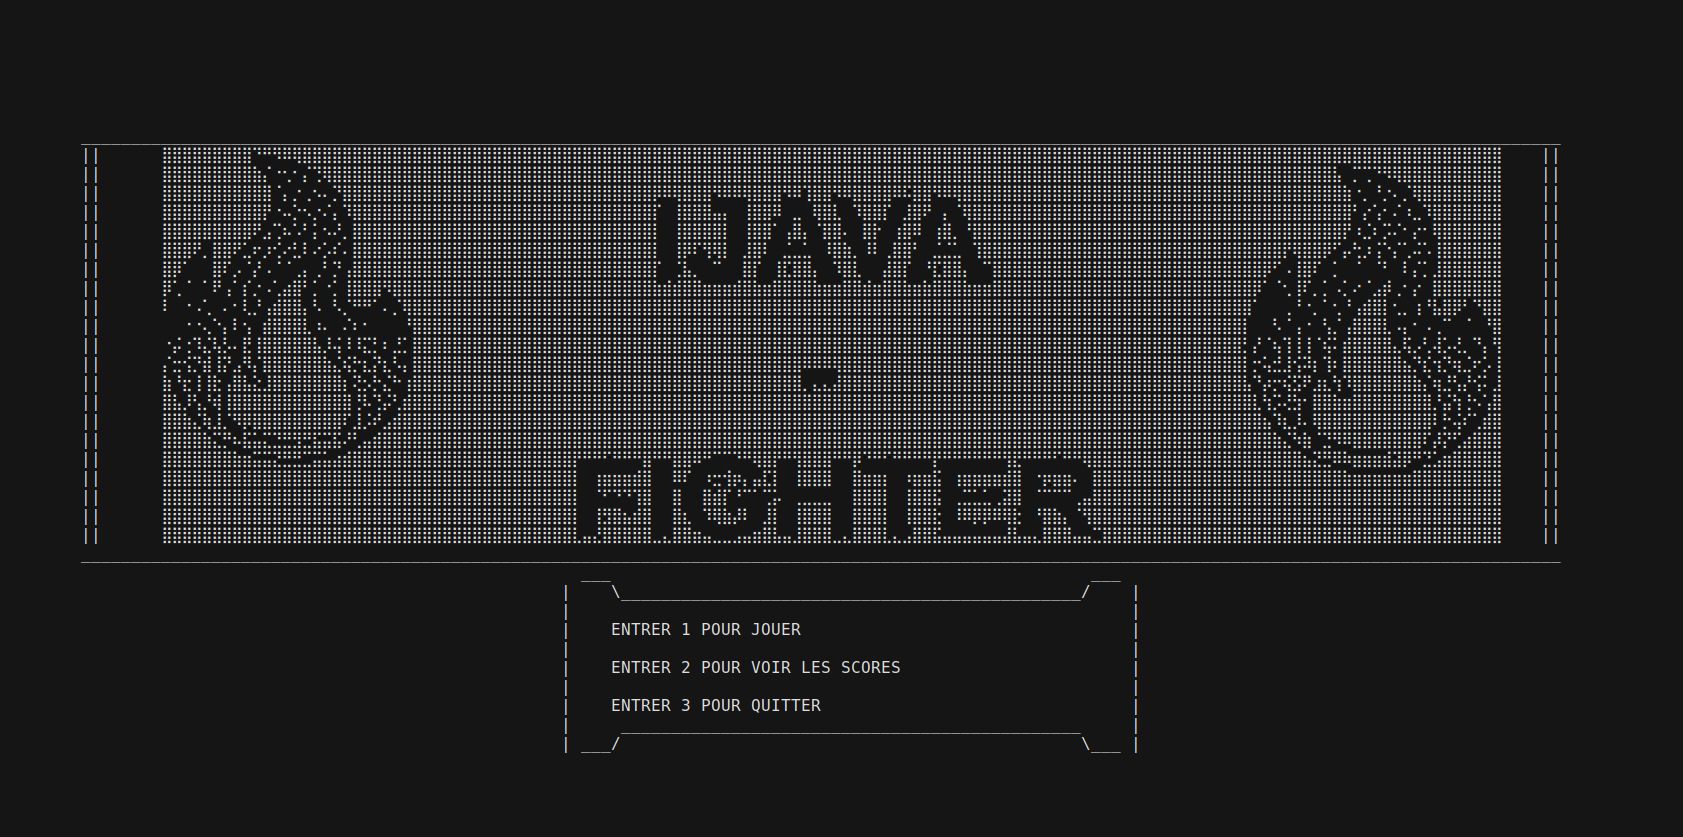 IJAVA
-
FIGHTER
ENTRER 1 POUR JOUER
ENTRER 2 POUR VOIR LES SCORES
ENTRER 3 POUR QUITTER